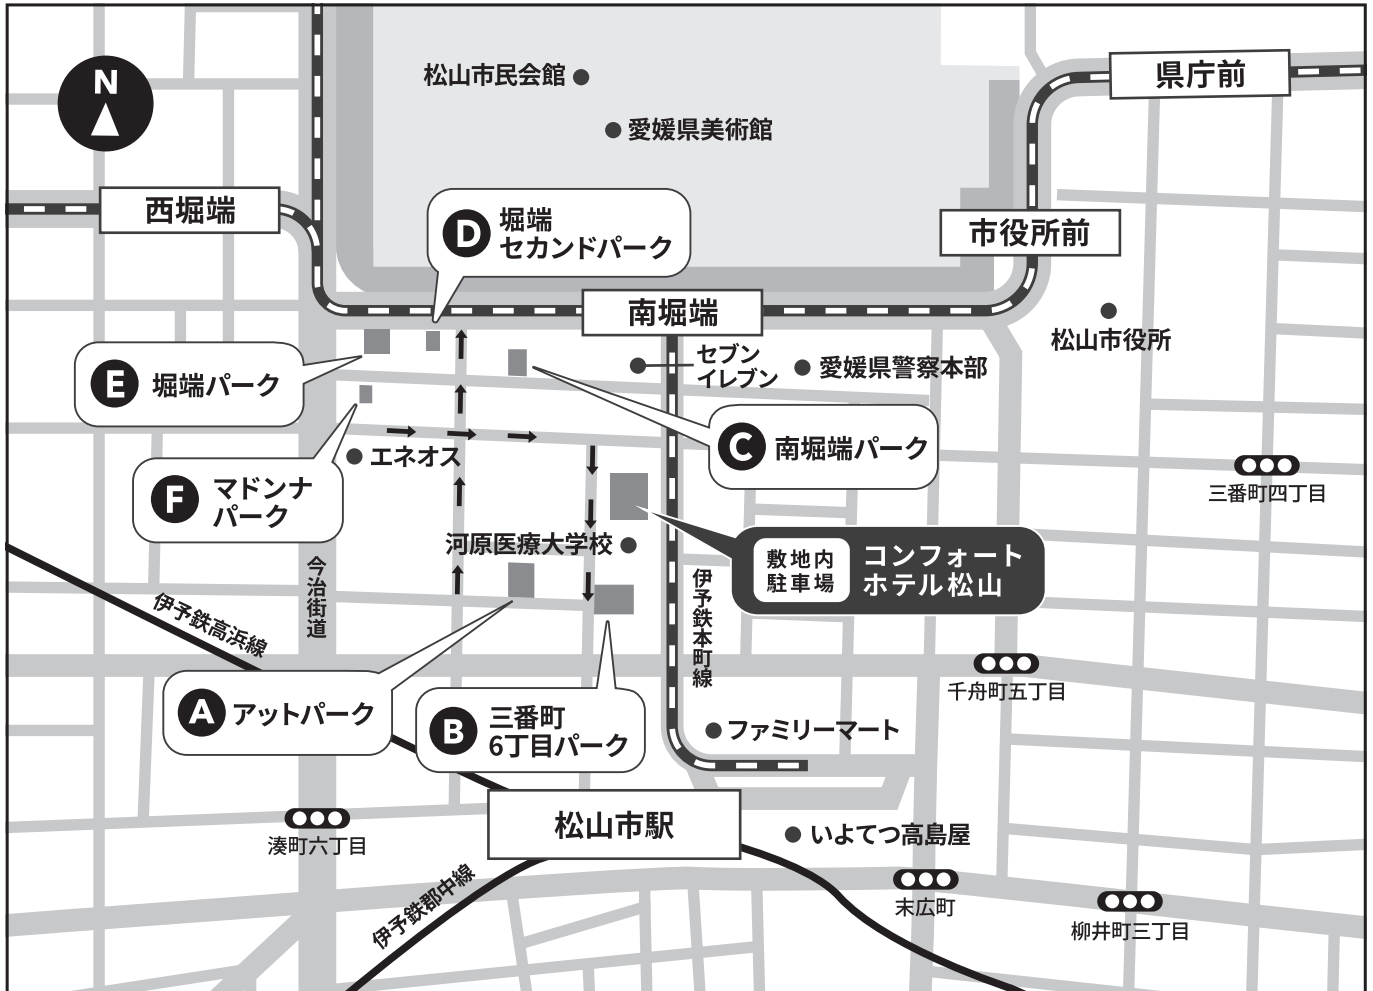 松山市民会館
愛媛県美術館
N
県庁前
西堀端
D
堀端
セカンドパーク
市役所前
南堀端
松山市役所
セブン
イレブン
愛媛県警察本部
E
堀端パーク
C
南堀端パーク
エネオス
F
マドンナ
パーク
三番町四丁目
河原医療大学校
敷地内
駐車場
コンフォート
ホテル松山
今治街道
伊予鉄本町線
伊予鉄高浜線
千舟町五丁目
A
アットパーク
B
三番町
6丁目パーク
ファミリーマート
松山市駅
湊町六丁目
いよてつ高島屋
伊予鉄郡中線
末広町
柳井町三丁目